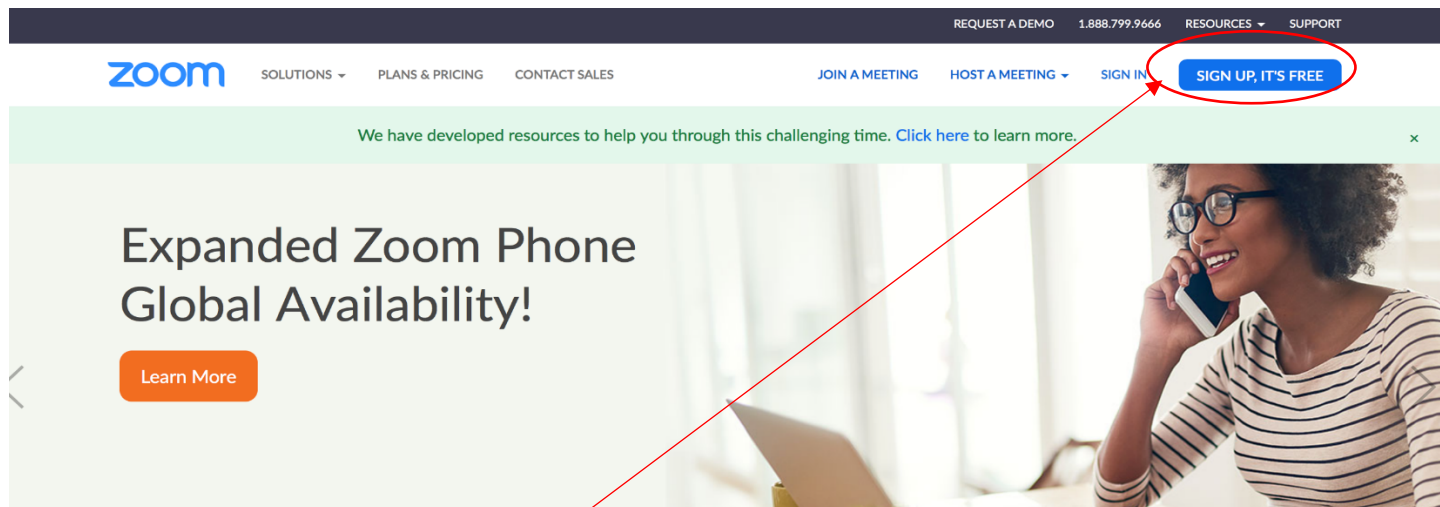 REQUEST A DEMO 1.888.799.9666 RESOURCES SUPPORT
zoom SOLUTIONS PLANS & PRICING CONTACT SALES JOIN A MEETING HOST A MEETING SIGN IN SIGN UP, IT'S FREE
We have developed resources to help you through this challenging time. Click here to learn more. ×
Expanded Zoom Phone
Global Availability!
Learn More